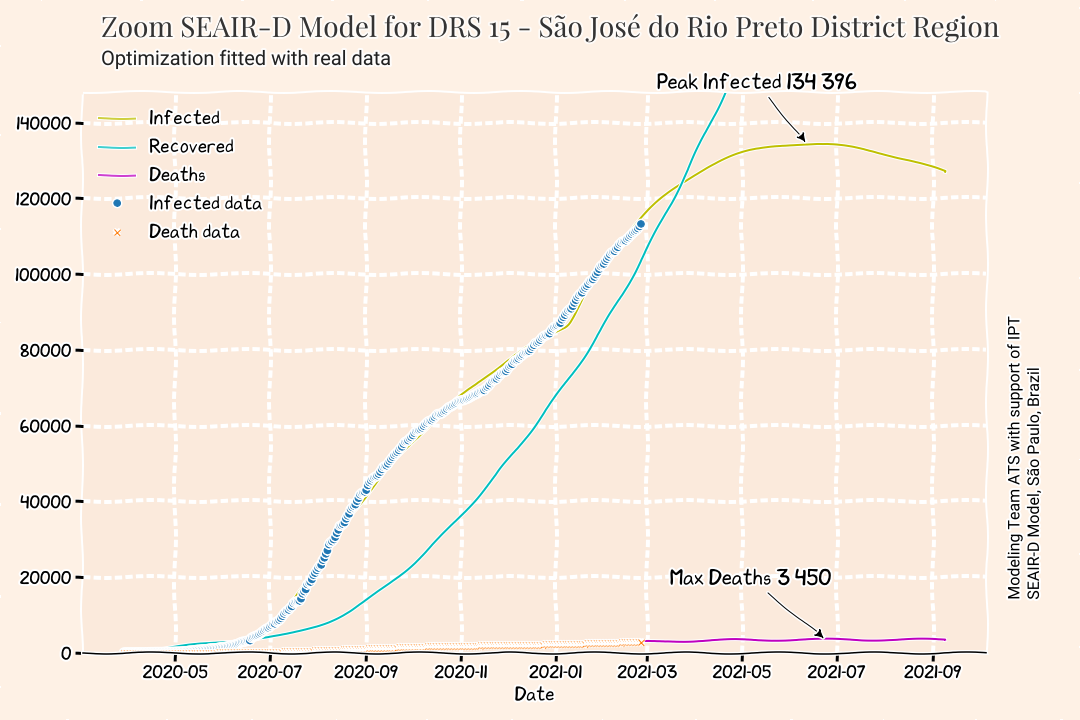 Zoom SEAIR-D Model for DRS 15 - São José do Rio Preto District Region
Optimization fitted with real data
Peak Infected 134 396
Infected
Recovered
Deaths
Infected data
Death data
140000
120000
100000
80000
60000
40000
20000
0
Max Deaths 3 450
2020-05 2020-07 2020-09 2020-11 2021-01 2021-03 2021-05 2021-07 2021-09
Date
Modeling Team ATS with support of IPT
SEAIR-D Model, São Paulo, Brazil